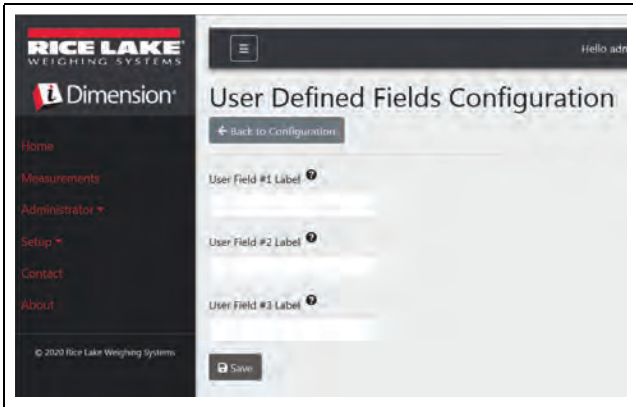 RICE LAKE
WEIGHING SYSTEMS
iDimension®
Home
Measurements
Administrator
Setup
Contact
About
© 2020 Rice Lake Weighing Systems
Hello adm
User Defined Fields Configuration
Back to Configuration
User Field #1 Label
User Field #2 Label
User Field #3 Label
Save